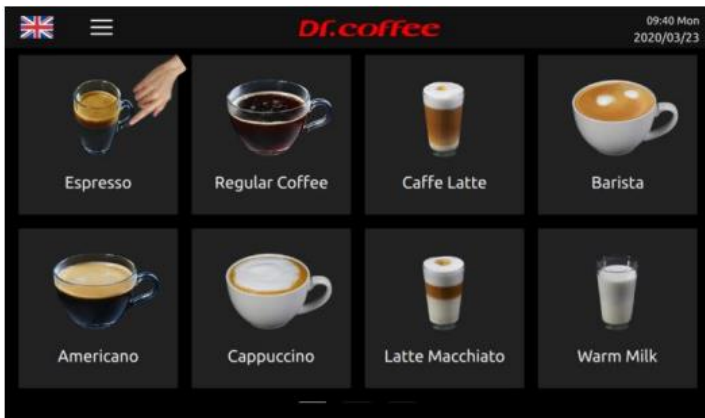 Dr.coffee
09:40 Mon
2020/03/23
Espresso
Regular Coffee
Caffe Latte
Barista
Americano
Cappuccino
Latte Macchiato
Warm Milk